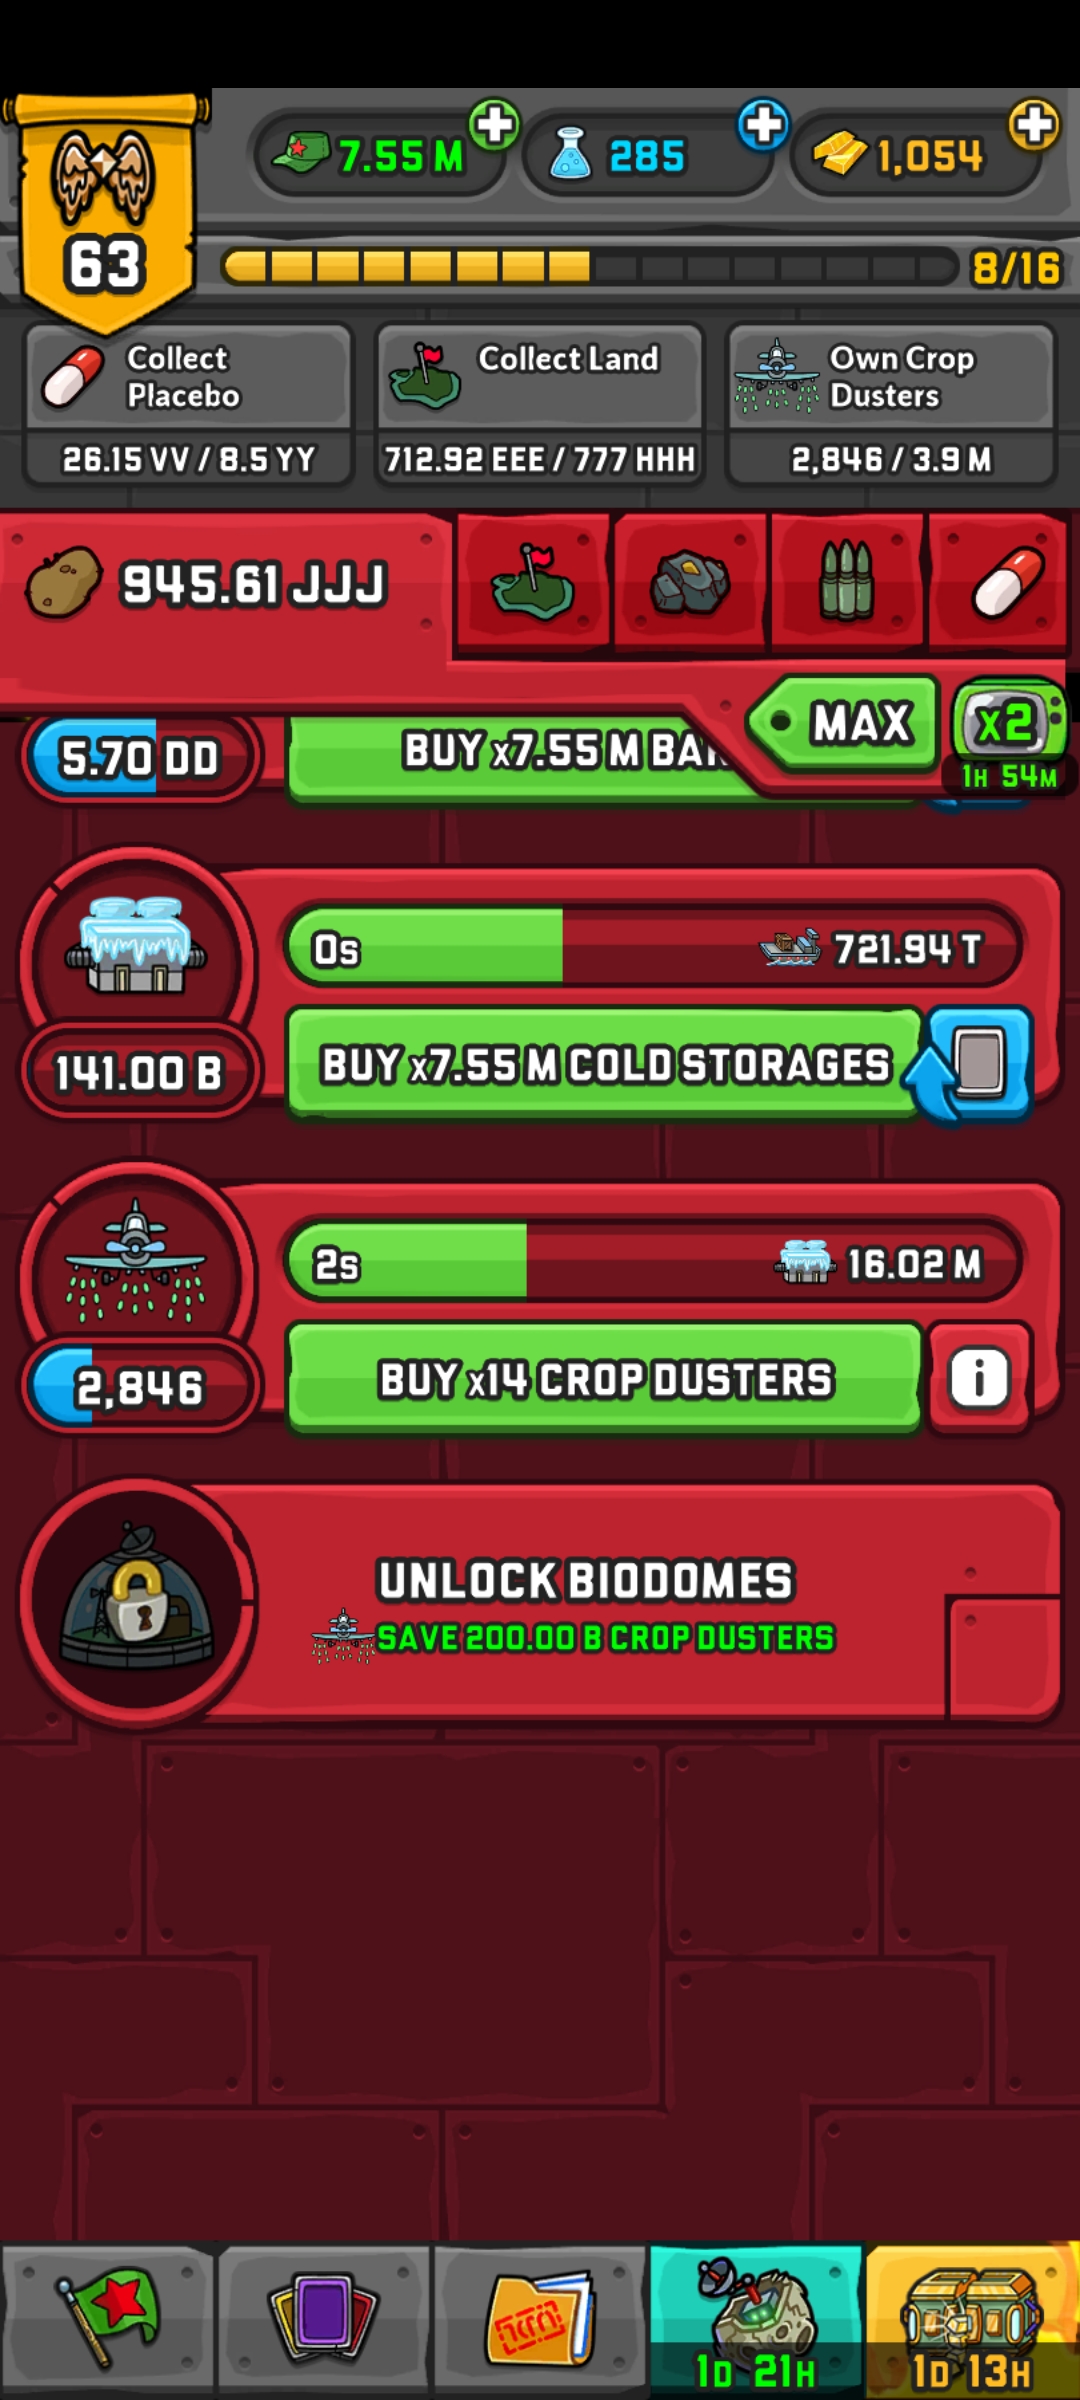 7.55 M
285
1,054
63
8/16
Collect
Placebo
26.15 VV / 8.5 YY
Collect Land
712.92 EEE / 777 HHH
Own Crop
Dusters
2,846 / 3.9 M
945.61 JJJ
MAX
x2
1H 54M
5.70 DD
BUY x7.55 M
0s
721.94 T
141.00 B
BUY x7.55 M COLD STORAGES
2s
16.02 M
2,846
BUY x14 CROP DUSTERS
i
UNLOCK BIODOMES
SAVE 200.00 B CROP DUSTERS
1D 21H
1D 13H